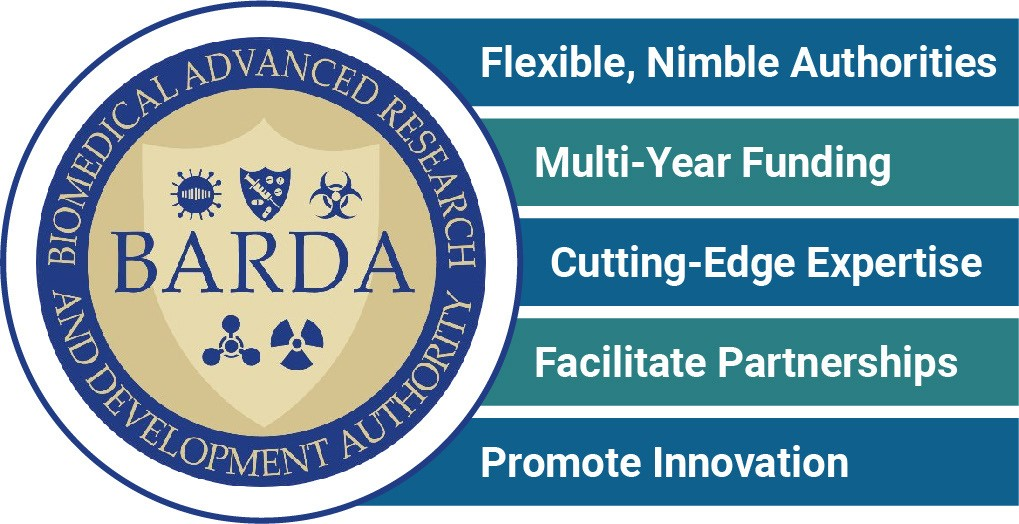 BIOMEDICAL ADVANCED RESEARCH
AND DEVELOPMENT AUTHORITY
BARDA
Flexible, Nimble Authorities
Multi-Year Funding
Cutting-Edge Expertise
Facilitate Partnerships
Promote Innovation